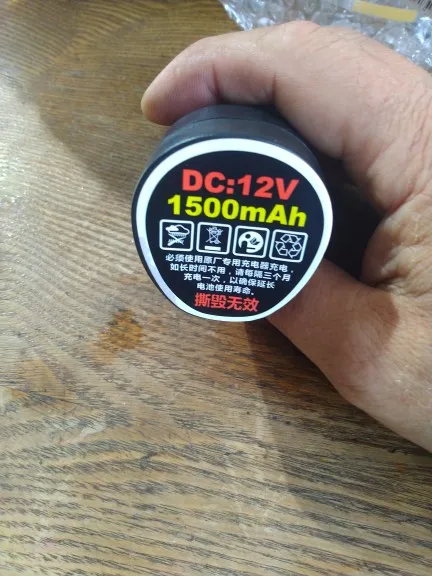 DC:12V
1500mAh
必须使用原厂专用充电器充电，
如长时间不用，请每隔三个月
充电一次，以确保延长
电池使用寿命。
撕毁无效